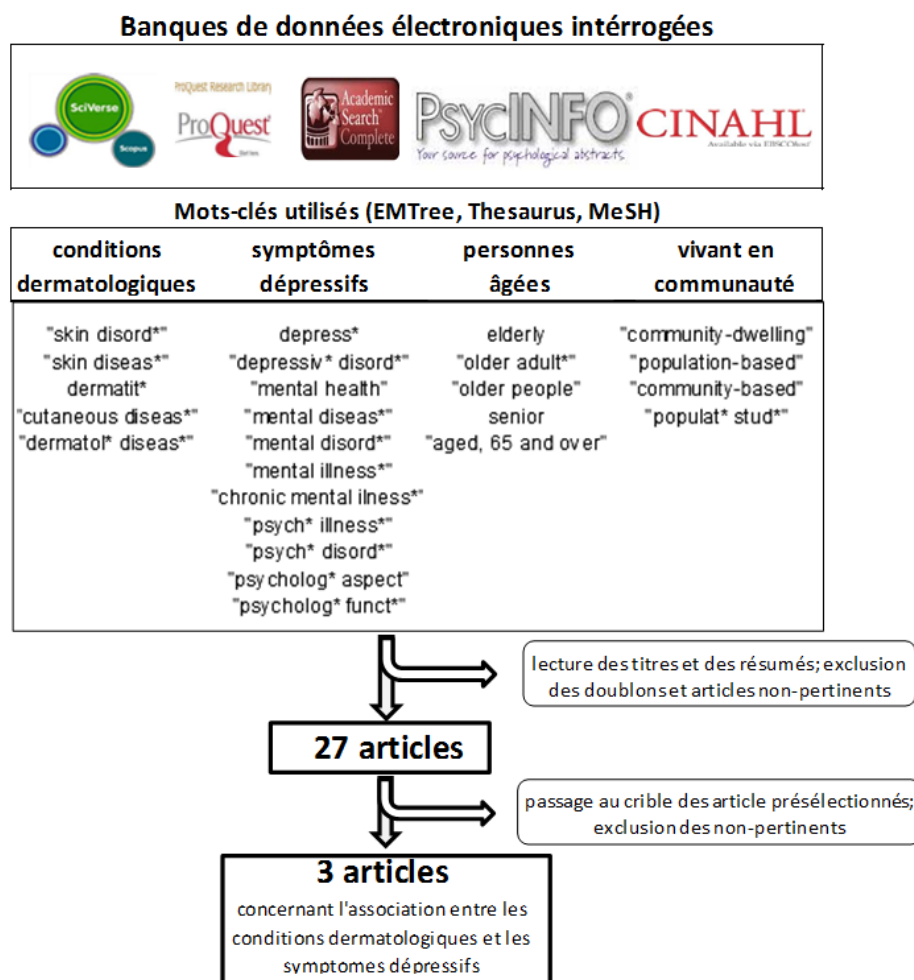 Banques de données électroniques intérrogées
SciVerse
Scopus
ProQuest Research Library
ProQuest
Academic
Search
Complete
PsycINFO®
Your source for psychological abstracts
CINAHL
Available via EBSCOhost
Mots-clés utilisés (EMTree, Thesaurus, MeSH)
conditions
dermatologiques
symptômes
dépressifs
personnes
âgées
vivant en
communauté
"skin disord*"
"skin diseas*"
dermatit*
"cutaneous diseas*"
"dermatol* diseas*"
depress*
"depressiv* disord*"
"mental health"
"mental diseas*"
"mental disord*"
"mental illness*"
"chronic mental ilness*"
"psych* illness*"
"psych* disord*"
"psycholog* aspect"
"psycholog* funct*"
elderly
"older adult*"
"older people"
senior
"aged, 65 and over"
"community-dwelling"
"population-based"
"community-based"
"populat* stud*"
lecture des titres et des résumés; exclusion
des doublons et articles non-pertinents
27 articles
passage au crible des article présélectionnés;
exclusion des non-pertinents
3 articles
concernant l'association entre les
conditions dermatologiques et les
symptomes dépressifs